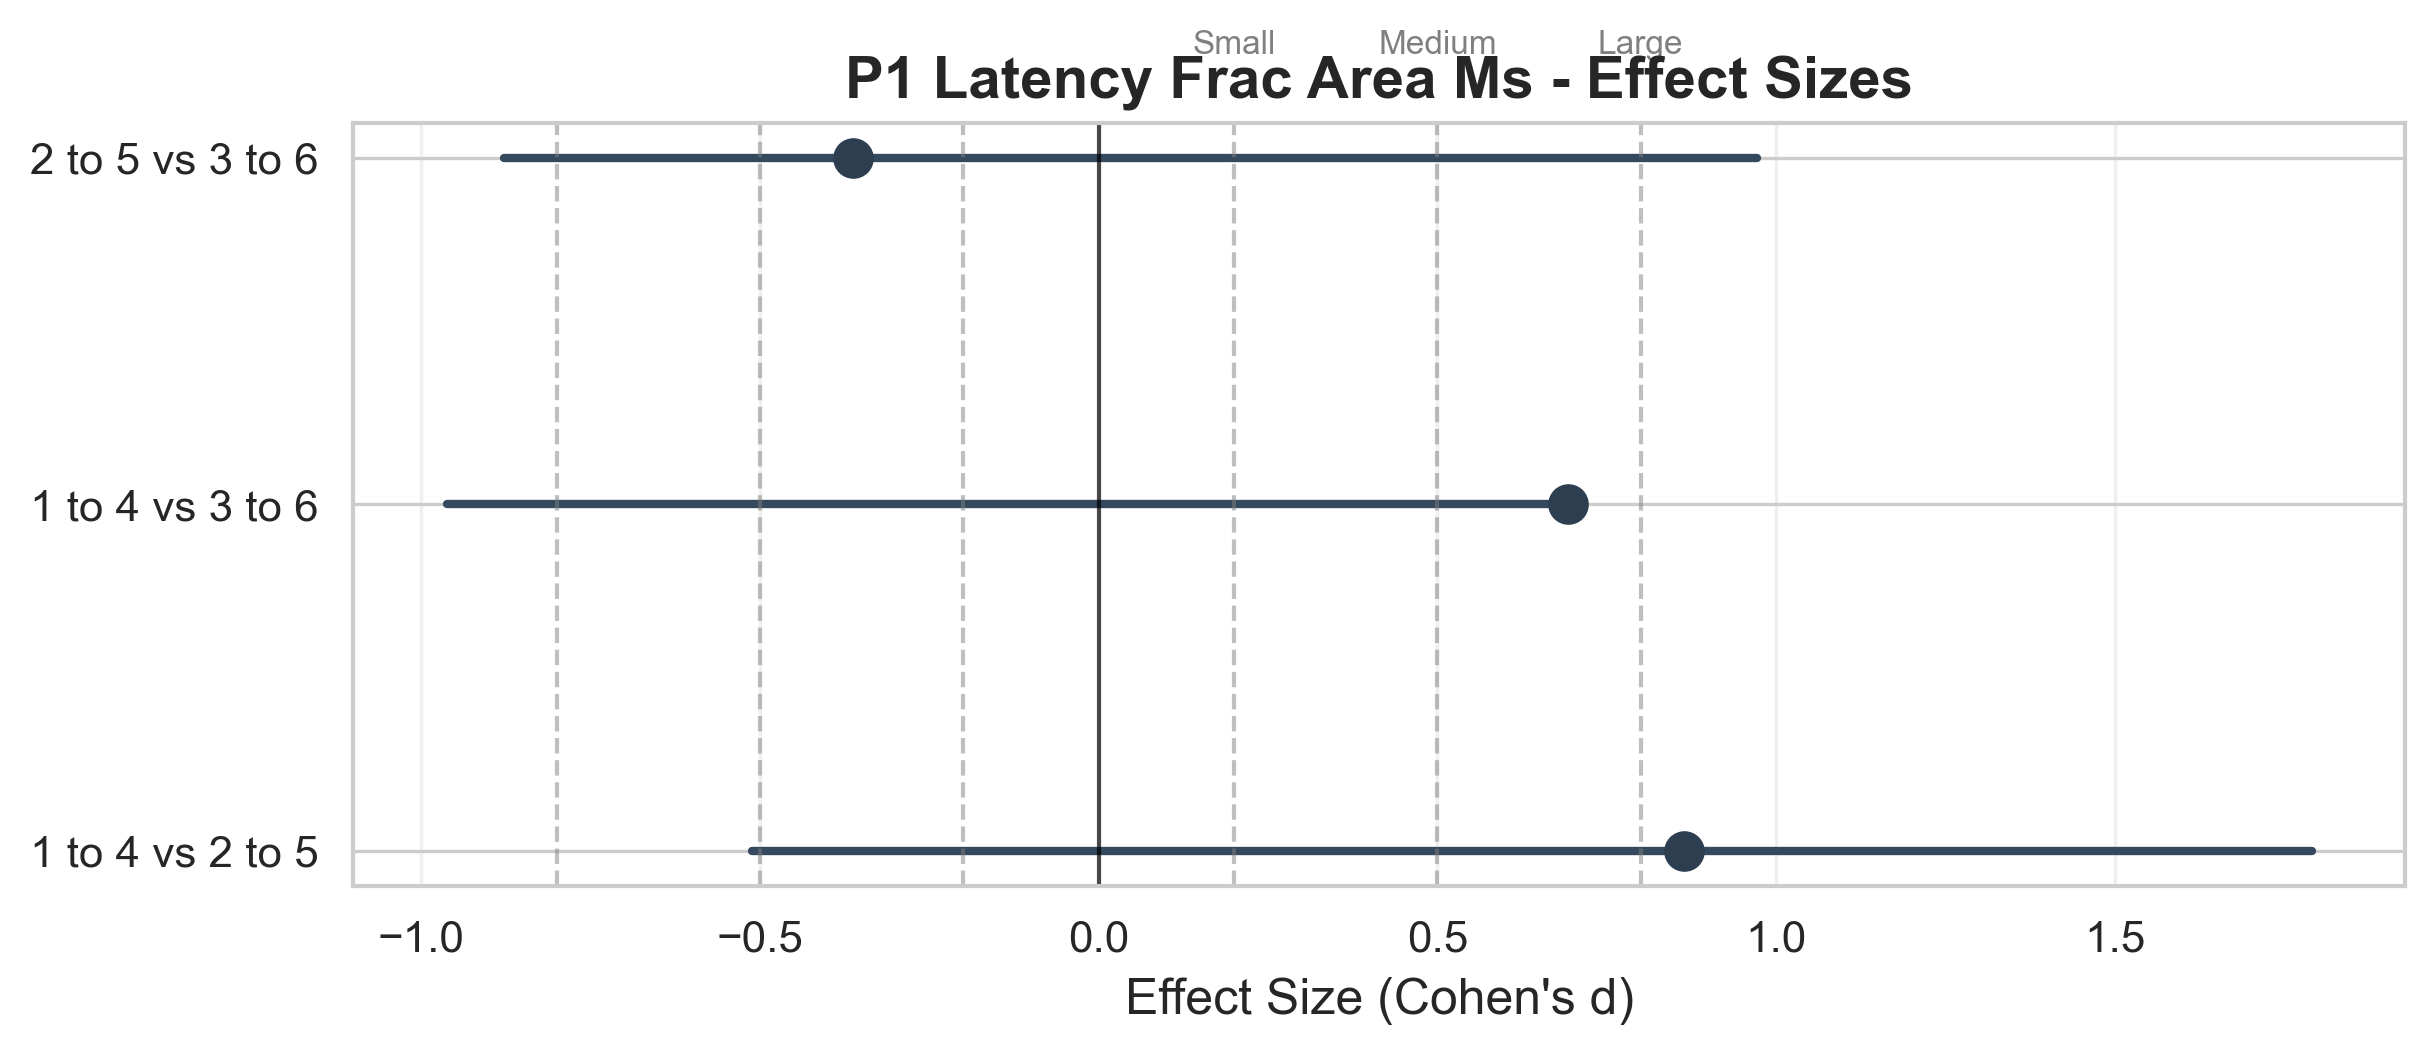 Small Medium Large
P1 Latency Frac Area Ms - Effect Sizes
2 to 5 vs 3 to 6
1 to 4 vs 3 to 6
1 to 4 vs 2 to 5
−1.0 −0.5 0.0 0.5 1.0 1.5
Effect Size (Cohen's d)